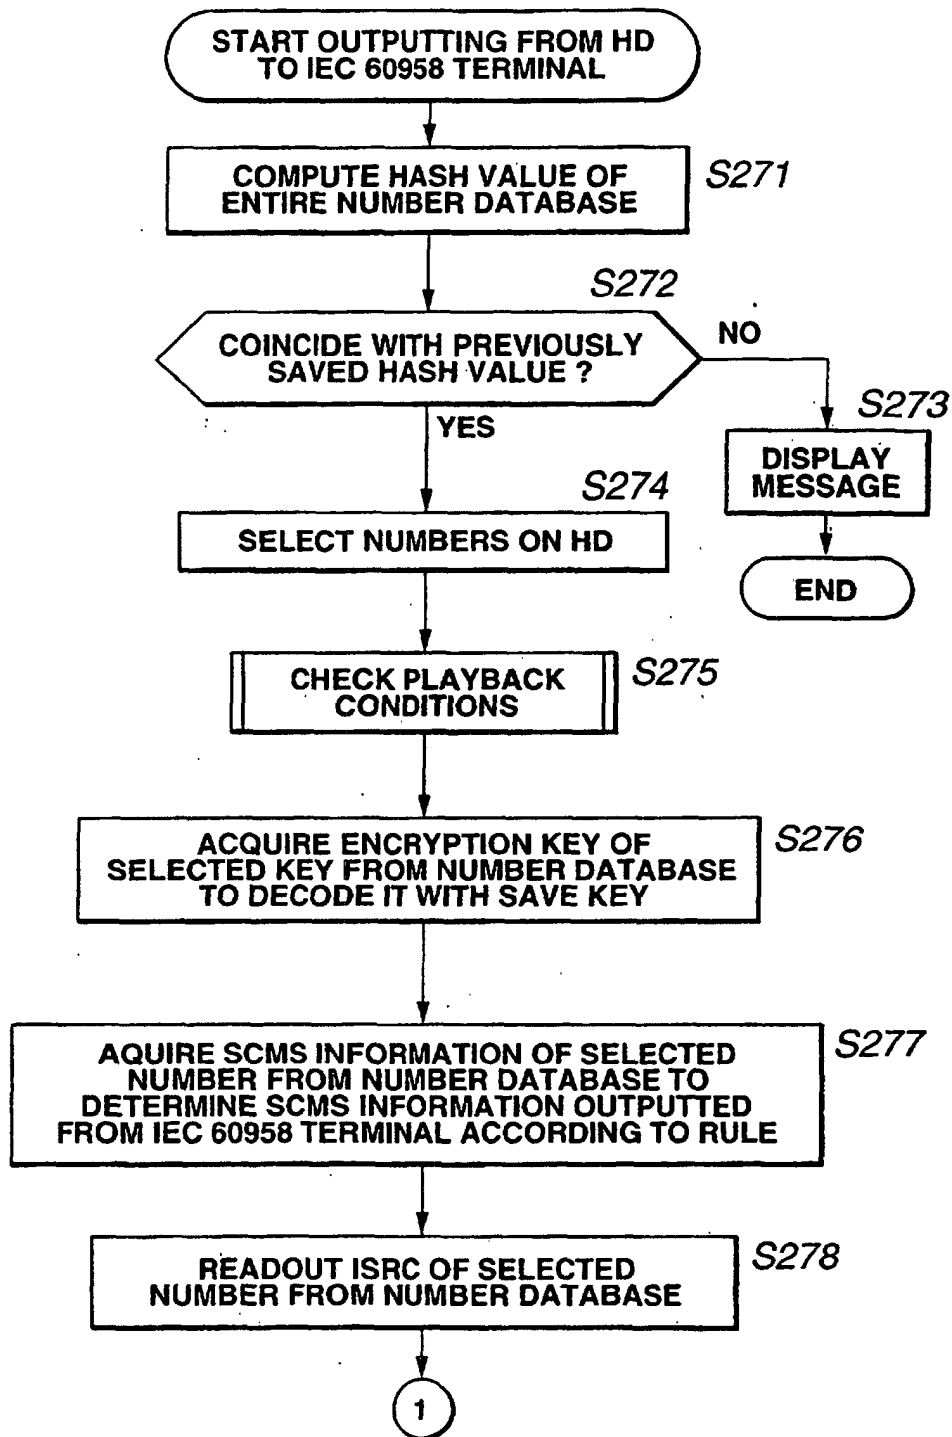 START OUTPUTTING FROM HD
TO IEC 60958 TERMINAL
COMPUTE HASH VALUE OF
ENTIRE NUMBER DATABASE
S271
S272
COINCIDE WITH PREVIOUSLY
SAVED HASH VALUE ?
NO
YES
S273
DISPLAY
MESSAGE
END
S274
SELECT NUMBERS ON HD
CHECK PLAYBACK
CONDITIONS
S275
ACQUIRE ENCRYPTION KEY OF
SELECTED KEY FROM NUMBER DATABASE
TO DECODE IT WITH SAVE KEY
S276
AQUIRE SCMS INFORMATION OF SELECTED
NUMBER FROM NUMBER DATABASE TO
DETERMINE SCMS INFORMATION OUTPUTTED
FROM IEC 60958 TERMINAL ACCORDING TO RULE
S277
READOUT ISRC OF SELECTED
NUMBER FROM NUMBER DATABASE
S278
1